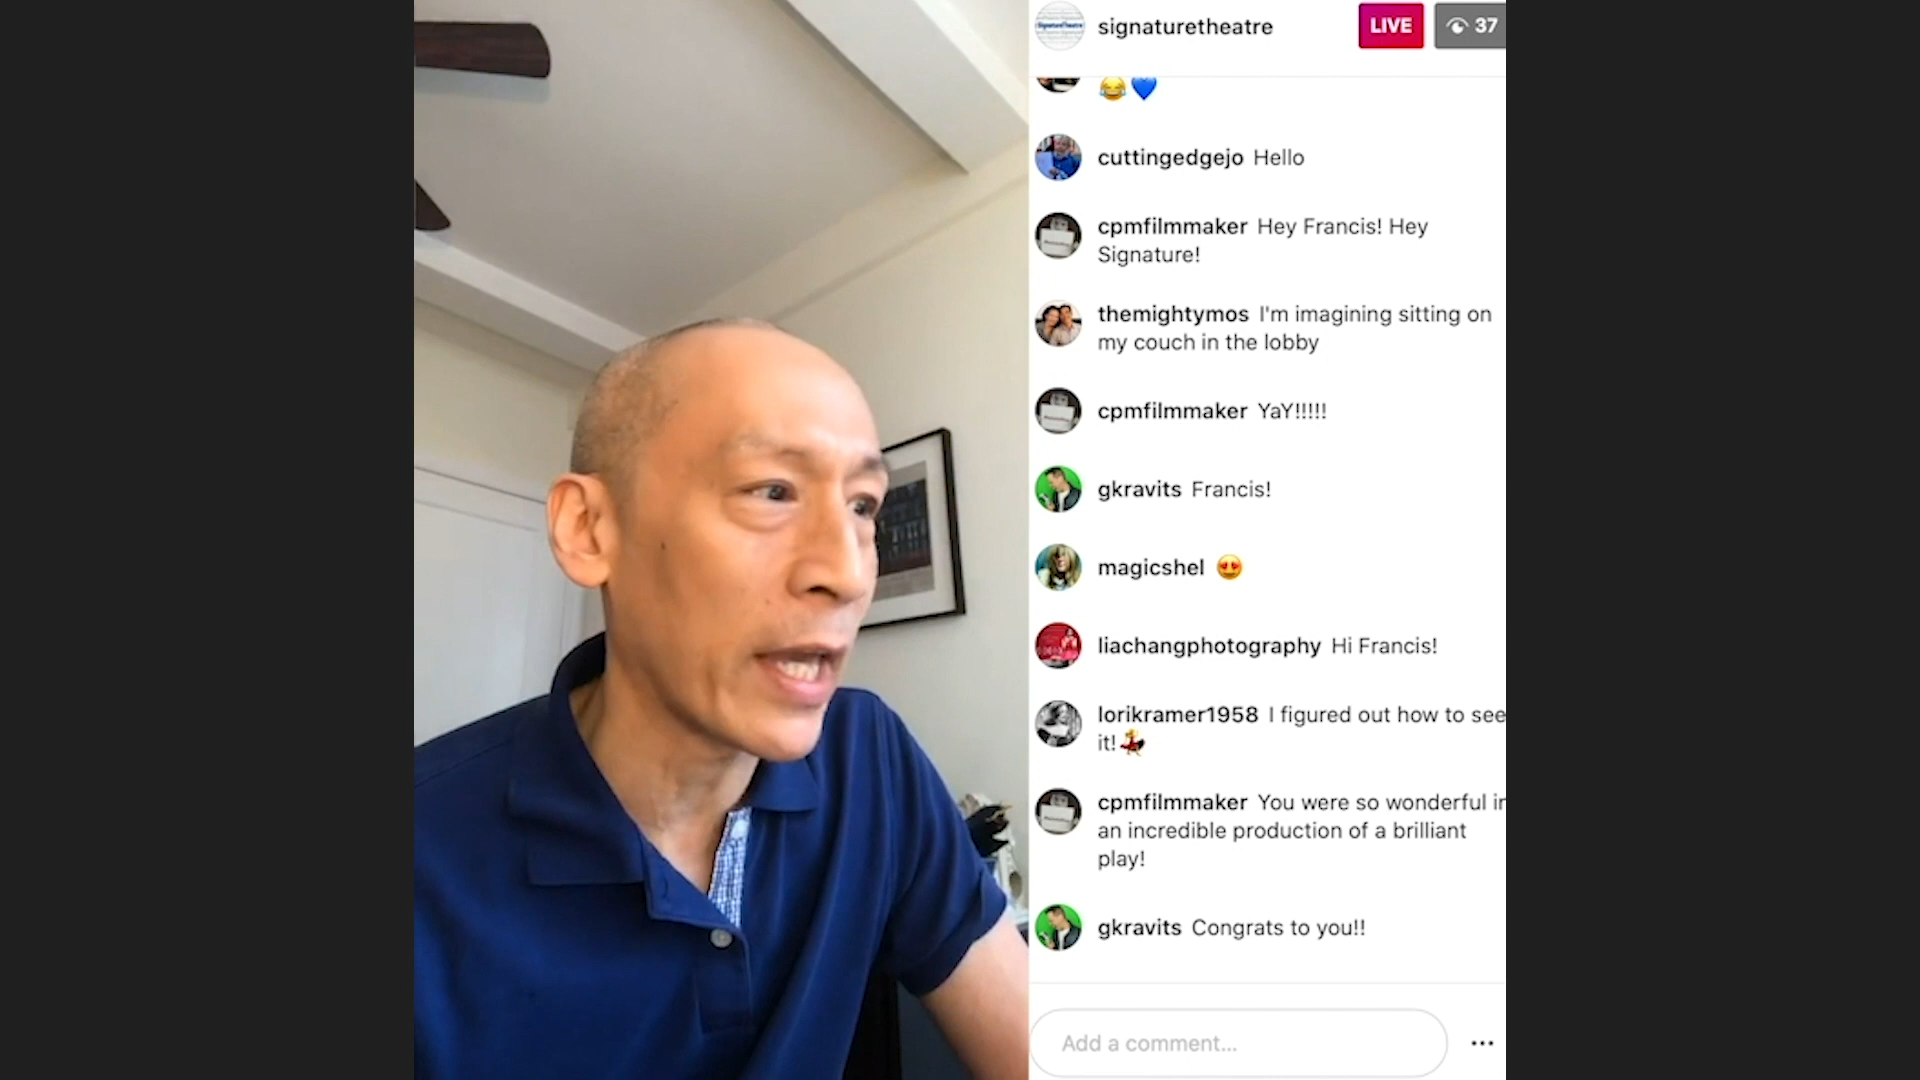 signaturetheatre LIVE 37
cuttingedgejo Hello
cpmfilmmaker Hey Francis! Hey
Signature!
themightymos I'm imagining sitting on
my couch in the lobby
cpmfilmmaker YaY!!!!!
gkravits Francis!
magicshel 😍
liachangphotography Hi Francis!
lorikramer1958 I figured out how to see
it!💃
cpmfilmmaker You were so wonderful in
an incredible production of a brilliant
play!
gkravits Congrats to you!!
Add a comment...